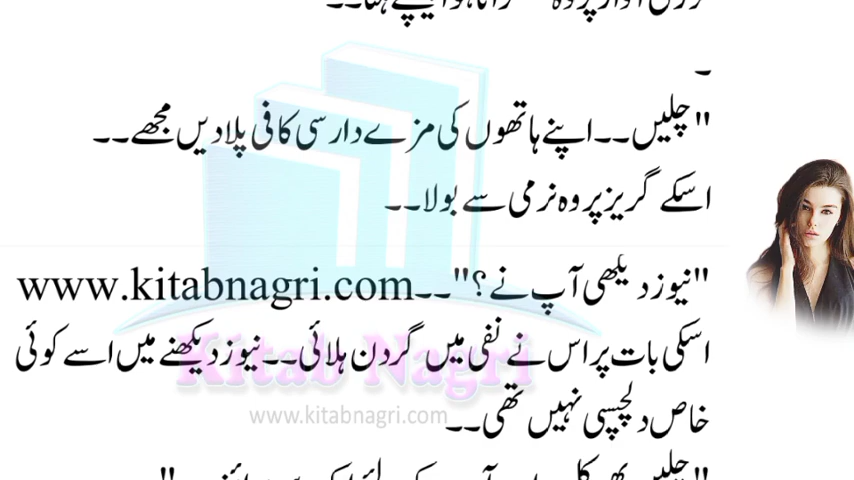 ۔
"چلیں۔۔اپنے ہاتھوں کی مزے دار سی کافی پلا دیں مجھے۔۔
اسکے گریز پر وہ نرمی سے بولا۔۔
"نیوز دیکھی آپ نے؟"۔۔www.kitabnagri.com
اسکی بات پر اس نے نفی میں گردن ہلائی۔۔نیوز دیکھنے میں اسے کوئی
خاص دلچسپی نہیں تھی۔۔
Kitab Nagri
www.kitabnagri.com